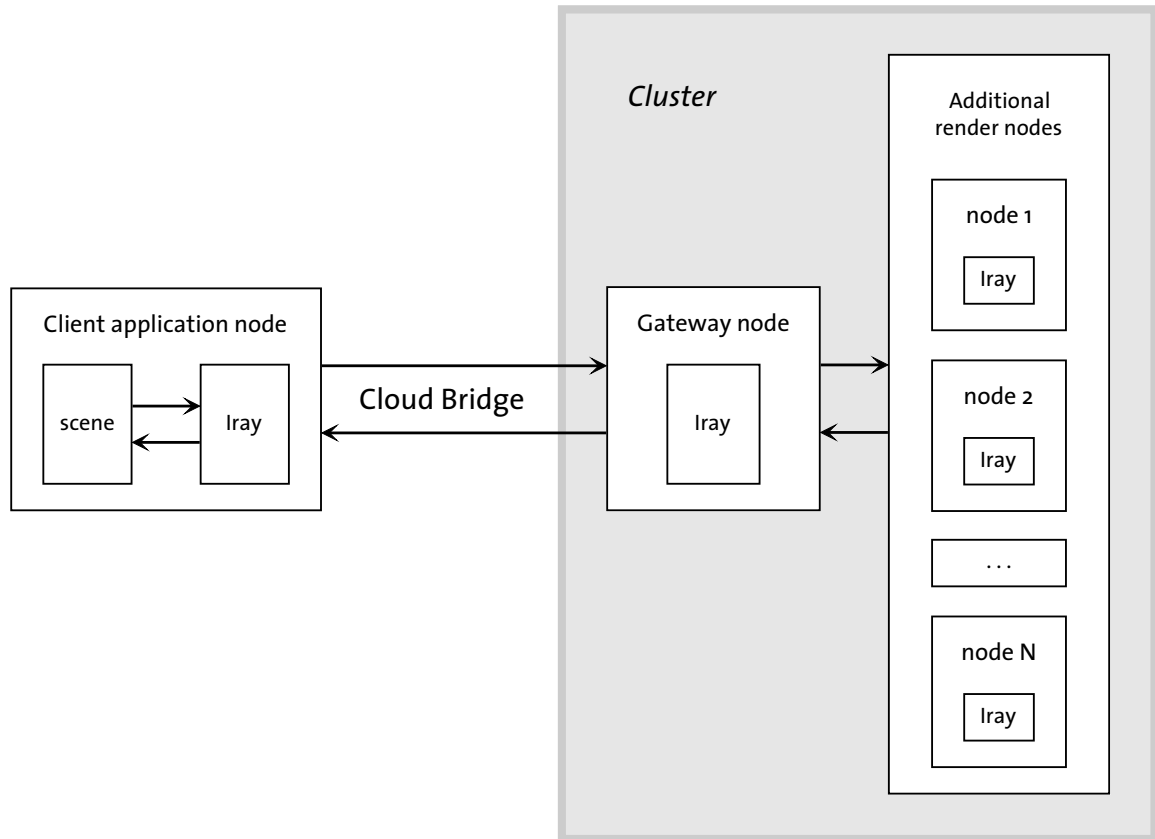 Cluster
Additional
render nodes
node 1
Iray
Client application node
scene
Iray
Cloud Bridge
Gateway node
Iray
node 2
Iray
...
node N
Iray